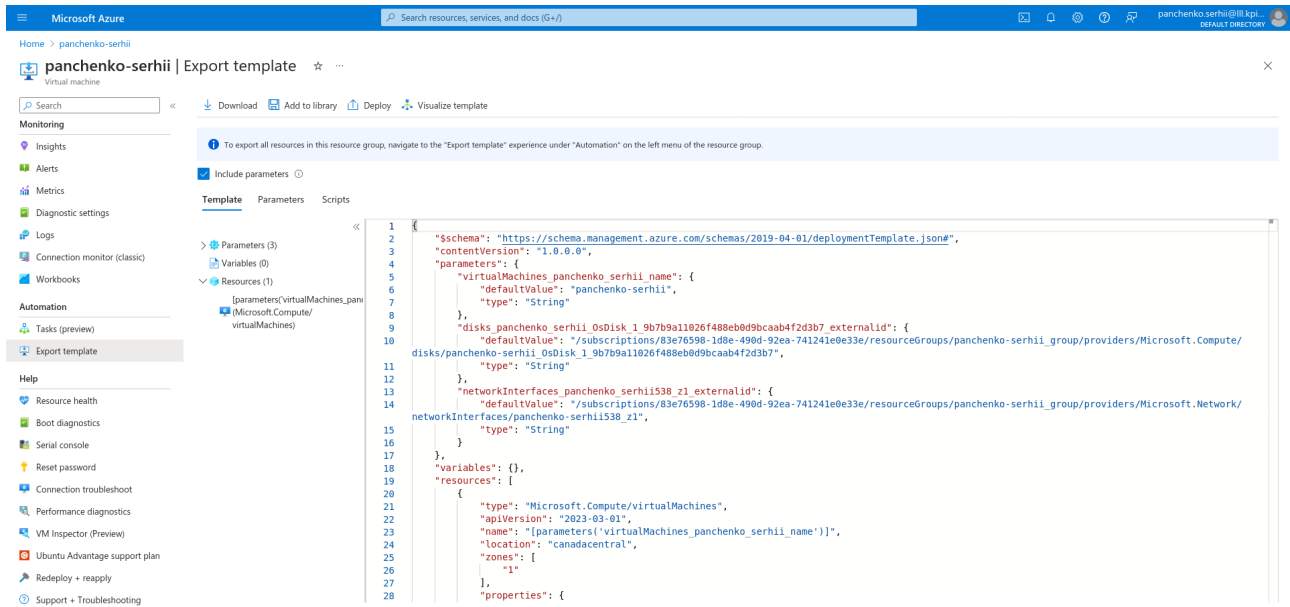 Microsoft Azure
Search resources, services, and docs (G+/)
panchenko.serhii@lll.kpi...
DEFAULT DIRECTORY
Home > panchenko-serhii
panchenko-serhii | Export template
Virtual machine
Search
Download Add to library Deploy Visualize template
Monitoring
Insights
Alerts
Metrics
Diagnostic settings
Logs
Connection monitor (classic)
Workbooks
Automation
Tasks (preview)
Export template
Help
Resource health
Boot diagnostics
Serial console
Reset password
Connection troubleshoot
Performance diagnostics
VM Inspector (Preview)
Ubuntu Advantage support plan
Redeploy + reapply
Support + Troubleshooting
To export all resources in this resource group, navigate to the "Export template" experience under "Automation" on the left menu of the resource group.
Include parameters
Template Parameters Scripts
Parameters (3)
Variables (0)
Resources (1)
[parameters('virtualMachines_pan
(Microsoft.Compute/
virtualMachines)
1 {
2 "$schema": "https://schema.management.azure.com/schemas/2019-04-01/deploymentTemplate.json#",
3 "contentVersion": "1.0.0.0",
4 "parameters": {
5 "virtualMachines_panchenko_serhii_name": {
6 "defaultValue": "panchenko-serhii",
7 "type": "String"
8 },
9 "disks_panchenko_serhii_OsDisk_1_9b7b9a11026f488eb0d9bcaab4f2d3b7_externalid": {
10 "defaultValue": "/subscriptions/83e76598-1d8e-490d-92ea-741241e0e33e/resourceGroups/panchenko-serhii_group/providers/Microsoft.Compute/
disks/panchenko-serhii_OsDisk_1_9b7b9a11026f488eb0d9bcaab4f2d3b7",
11 "type": "String"
12 },
13 "networkInterfaces_panchenko_serhii538_z1_externalid": {
14 "defaultValue": "/subscriptions/83e76598-1d8e-490d-92ea-741241e0e33e/resourceGroups/panchenko-serhii_group/providers/Microsoft.Network/
networkInterfaces/panchenko-serhii538_z1",
15 "type": "String"
16 }
17 },
18 "variables": {},
19 "resources": [
20 {
21 "type": "Microsoft.Compute/virtualMachines",
22 "apiVersion": "2023-03-01",
23 "name": "[parameters('virtualMachines_panchenko_serhii_name')]",
24 "location": "canadacentral",
25 "zones": [
26 "1"
27 ],
28 "properties": {